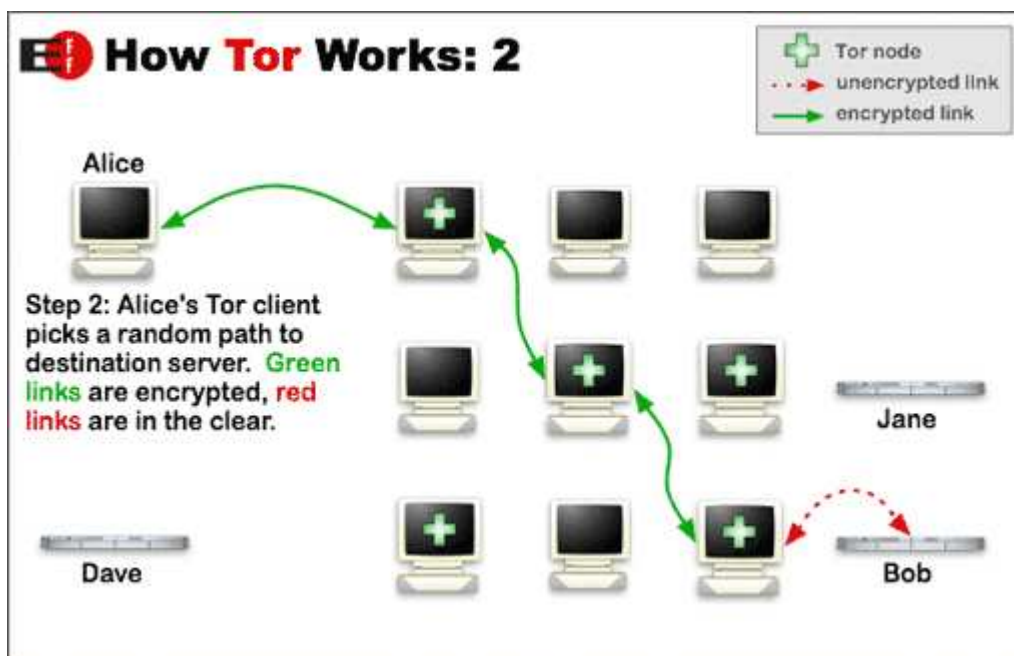 EFF How Tor Works: 2
Tor node
unencrypted link
encrypted link
Alice
Step 2: Alice's Tor client
picks a random path to
destination server. Green
links are encrypted, red
links are in the clear.
Jane
Dave
Bob